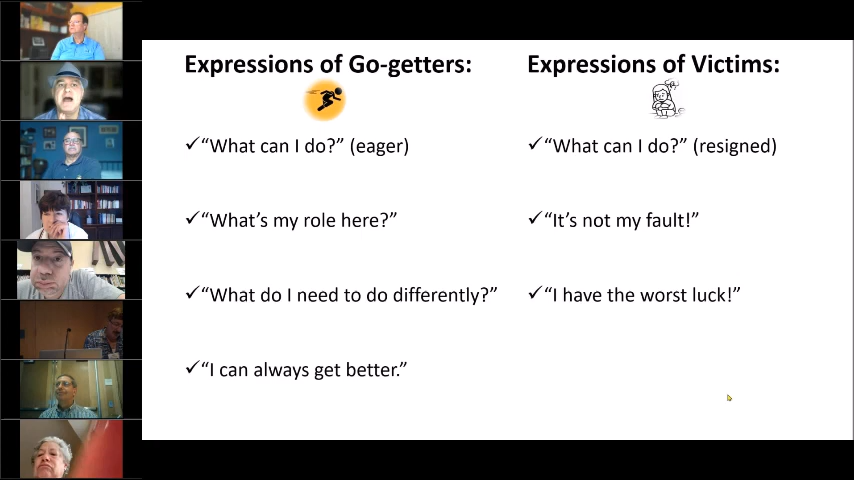 Expressions of Go-getters:
✓“What can I do?” (eager)
✓“What’s my role here?”
✓“What do I need to do differently?”
✓“I can always get better.”
Expressions of Victims:
✓“What can I do?” (resigned)
✓“It’s not my fault!”
✓“I have the worst luck!”